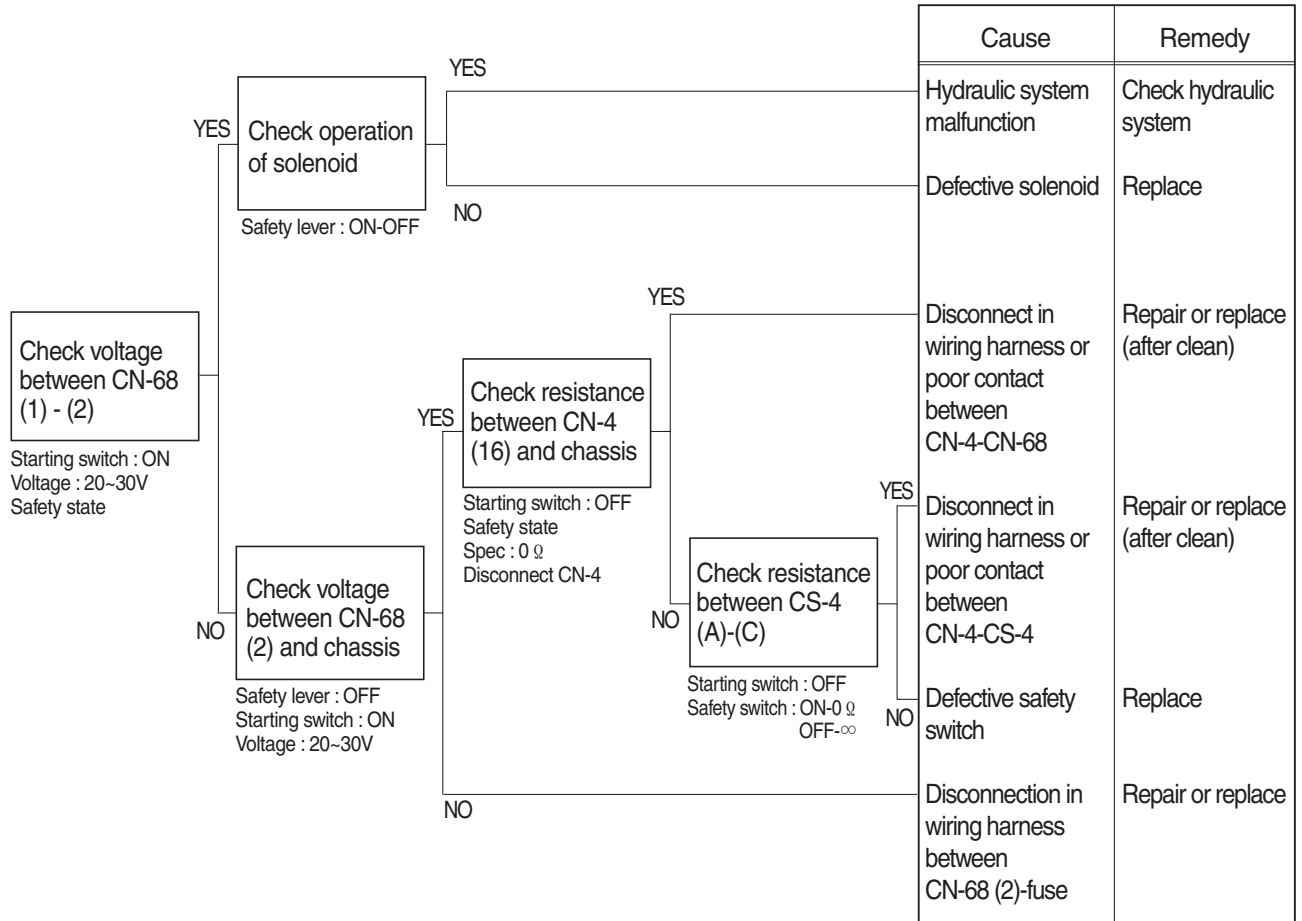 Cause
Remedy
YES
Hydraulic system
malfunction
Check hydraulic
system
YES
Check operation
of solenoid
Defective solenoid
Replace
NO
Safety lever : ON-OFF
YES
Disconnect in
wiring harness or
poor contact
between
CN-4-CN-68
Repair or replace
(after clean)
Check voltage
between CN-68
(1) - (2)
Starting switch : ON
Voltage : 20~30V
Safety state
YES
Check resistance
between CN-4
(16) and chassis
Starting switch : OFF
Safety state
Spec : 0 Ω
Disconnect CN-4
YES
Disconnect in
wiring harness or
poor contact
between
CN-4-CS-4
Repair or replace
(after clean)
NO
Check voltage
between CN-68
(2) and chassis
Safety lever : OFF
Starting switch : ON
Voltage : 20~30V
NO
Check resistance
between CS-4
(A)-(C)
Starting switch : OFF
Safety switch : ON-0 Ω
OFF-∞
NO
Defective safety
switch
Replace
NO
Disconnection in
wiring harness
between
CN-68 (2)-fuse
Repair or replace